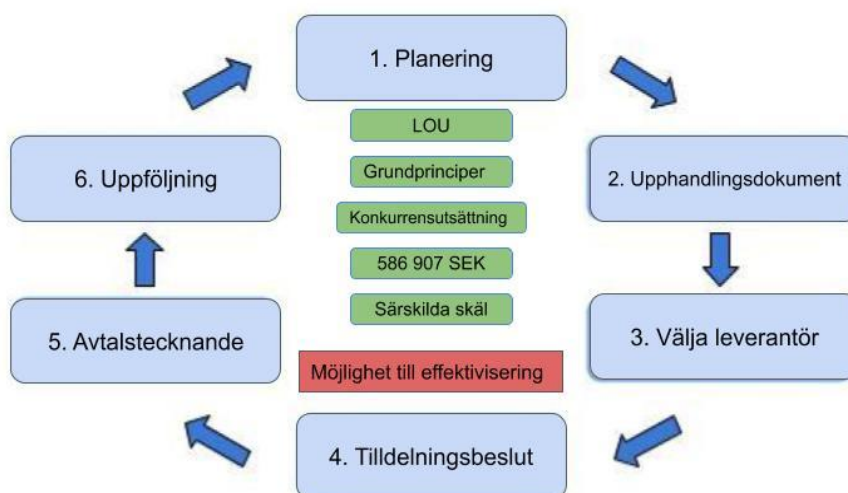 1. Planering
LOU
Grundprinciper
Konkurrensutsättning
586 907 SEK
Särskilda skäl
Möjlighet till effektivisering
2. Upphandlingsdokument
3. Välja leverantör
4. Tilldelningsbeslut
5. Avtalstecknande
6. Uppföljning